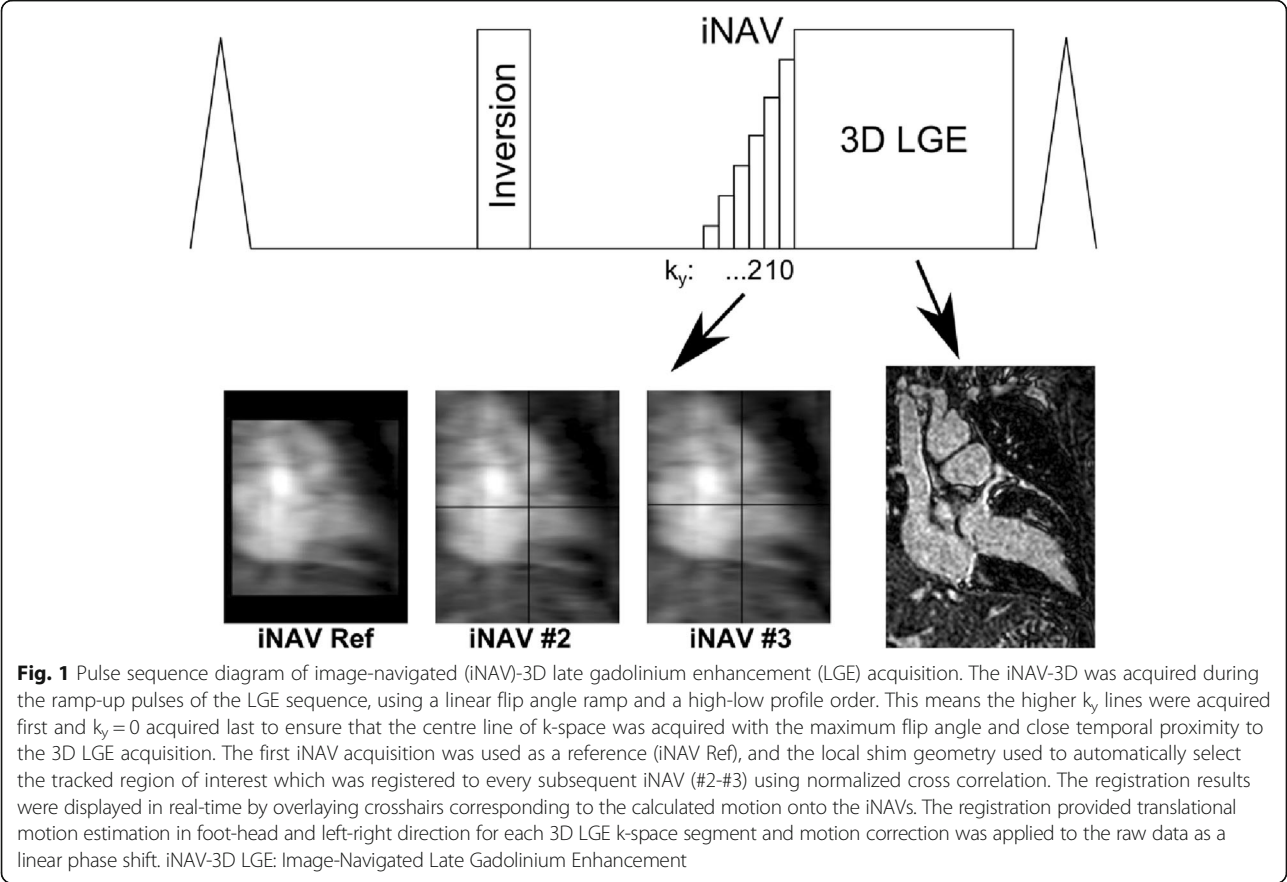 iNAV
Inversion
3D LGE
ky: ...210
iNAV Ref
iNAV #2
iNAV #3
Fig. 1 Pulse sequence diagram of image-navigated (iNAV)-3D late gadolinium enhancement (LGE) acquisition. The iNAV-3D was acquired during
the ramp-up pulses of the LGE sequence, using a linear flip angle ramp and a high-low profile order. This means the higher ky lines were acquired
first and ky = 0 acquired last to ensure that the centre line of k-space was acquired with the maximum flip angle and close temporal proximity to
the 3D LGE acquisition. The first iNAV acquisition was used as a reference (iNAV Ref), and the local shim geometry used to automatically select
the tracked region of interest which was registered to every subsequent iNAV (#2-#3) using normalized cross correlation. The registration results
were displayed in real-time by overlaying crosshairs corresponding to the calculated motion onto the iNAVs. The registration provided translational
motion estimation in foot-head and left-right direction for each 3D LGE k-space segment and motion correction was applied to the raw data as a
linear phase shift. iNAV-3D LGE: Image-Navigated Late Gadolinium Enhancement